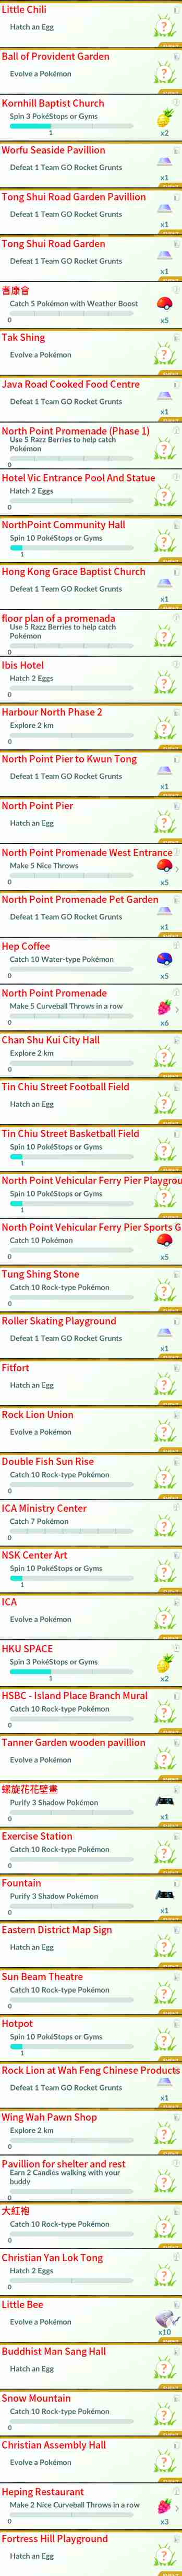 Little Chili
Hatch an Egg
Ball of Provident Garden
Evolve a Pokémon
Kornhill Baptist Church
Spin 3 PokéStops or Gyms
1
x2
Worfu Seaside Pavillion
Defeat 1 Team GO Rocket Grunts
x1
Tong Shui Road Garden Pavillion
Defeat 1 Team GO Rocket Grunts
x1
Tong Shui Road Garden
Defeat 1 Team GO Rocket Grunts
x1
耆康會
Catch 5 Pokémon with Weather Boost
0
x5
Tak Shing
Evolve a Pokémon
Java Road Cooked Food Centre
Defeat 1 Team GO Rocket Grunts
x1
North Point Promenade (Phase 1)
Use 5 Razz Berries to help catch
Pokémon
0
Hotel Vic Entrance Pool And Statue
Hatch 2 Eggs
0
NorthPoint Community Hall
Spin 10 PokéStops or Gyms
1
Hong Kong Grace Baptist Church
Defeat 1 Team GO Rocket Grunts
x1
floor plan of a promenada
Use 5 Razz Berries to help catch
Pokémon
0
Ibis Hotel
Hatch 2 Eggs
0
Harbour North Phase 2
Explore 2 km
0
North Point Pier to Kwun Tong
Defeat 1 Team GO Rocket Grunts
x1
North Point Pier
Hatch an Egg
North Point Promenade West Entrance
Make 5 Nice Throws
0
x5
North Point Promenade Pet Garden
Defeat 1 Team GO Rocket Grunts
x1
Hep Coffee
Catch 10 Water-type Pokémon
0
x5
North Point Promenade
Make 5 Curveball Throws in a row
0
x6
Chan Shu Kui City Hall
Explore 2 km
0
Tin Chiu Street Football Field
Hatch an Egg
Tin Chiu Street Basketball Field
Spin 10 PokéStops or Gyms
1
North Point Vehicular Ferry Pier Playgrou
Spin 10 PokéStops or Gyms
1
North Point Vehicular Ferry Pier Sports G
Catch 10 Pokémon
0
x5
Tung Shing Stone
Catch 10 Rock-type Pokémon
0
Roller Skating Playground
Defeat 1 Team GO Rocket Grunts
x1
Fitfort
Hatch an Egg
Rock Lion Union
Evolve a Pokémon
Double Fish Sun Rise
Catch 10 Rock-type Pokémon
0
ICA Ministry Center
Catch 7 Pokémon
0
NSK Center Art
Spin 10 PokéStops or Gyms
1
ICA
Evolve a Pokémon
HKU SPACE
Spin 3 PokéStops or Gyms
1
x2
HSBC - Island Place Branch Mural
Catch 10 Rock-type Pokémon
0
Tanner Garden wooden pavillion
Evolve a Pokémon
螺旋花花壁畫
Purify 3 Shadow Pokémon
0
x1
Exercise Station
Catch 10 Rock-type Pokémon
0
Fountain
Purify 3 Shadow Pokémon
0
x1
Eastern District Map Sign
Hatch an Egg
Sun Beam Theatre
Catch 10 Rock-type Pokémon
0
Hotpot
Spin 10 PokéStops or Gyms
1
Rock Lion at Wah Feng Chinese Products
Defeat 1 Team GO Rocket Grunts
x1
Wing Wah Pawn Shop
Explore 2 km
0
Pavillion for shelter and rest
Earn 2 Candies walking with your
buddy
0
大紅袍
Catch 10 Rock-type Pokémon
0
Christian Yan Lok Tong
Hatch 2 Eggs
0
Little Bee
Evolve a Pokémon
x10
Buddhist Man Sang Hall
Hatch an Egg
Snow Mountain
Catch 10 Rock-type Pokémon
0
Christian Assembly Hall
Evolve a Pokémon
Heping Restaurant
Make 2 Nice Curveball Throws in a row
0
x3
Fortress Hill Playground
Hatch an Egg